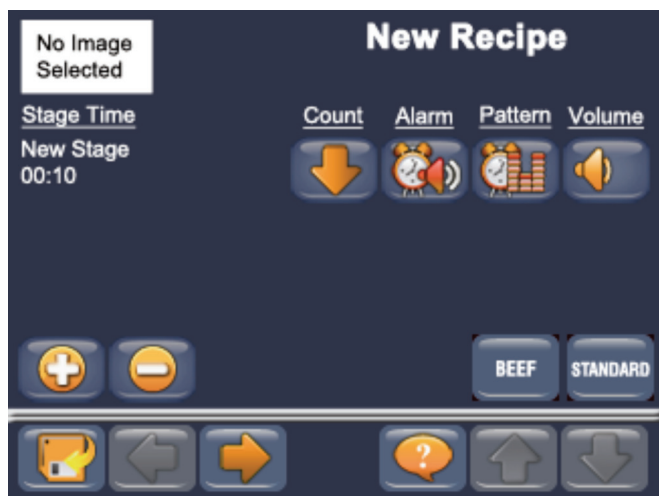 No Image
Selected
New Recipe
Stage Time
Count Alarm Pattern Volume
New Stage
00:10
BEEF STANDARD
?